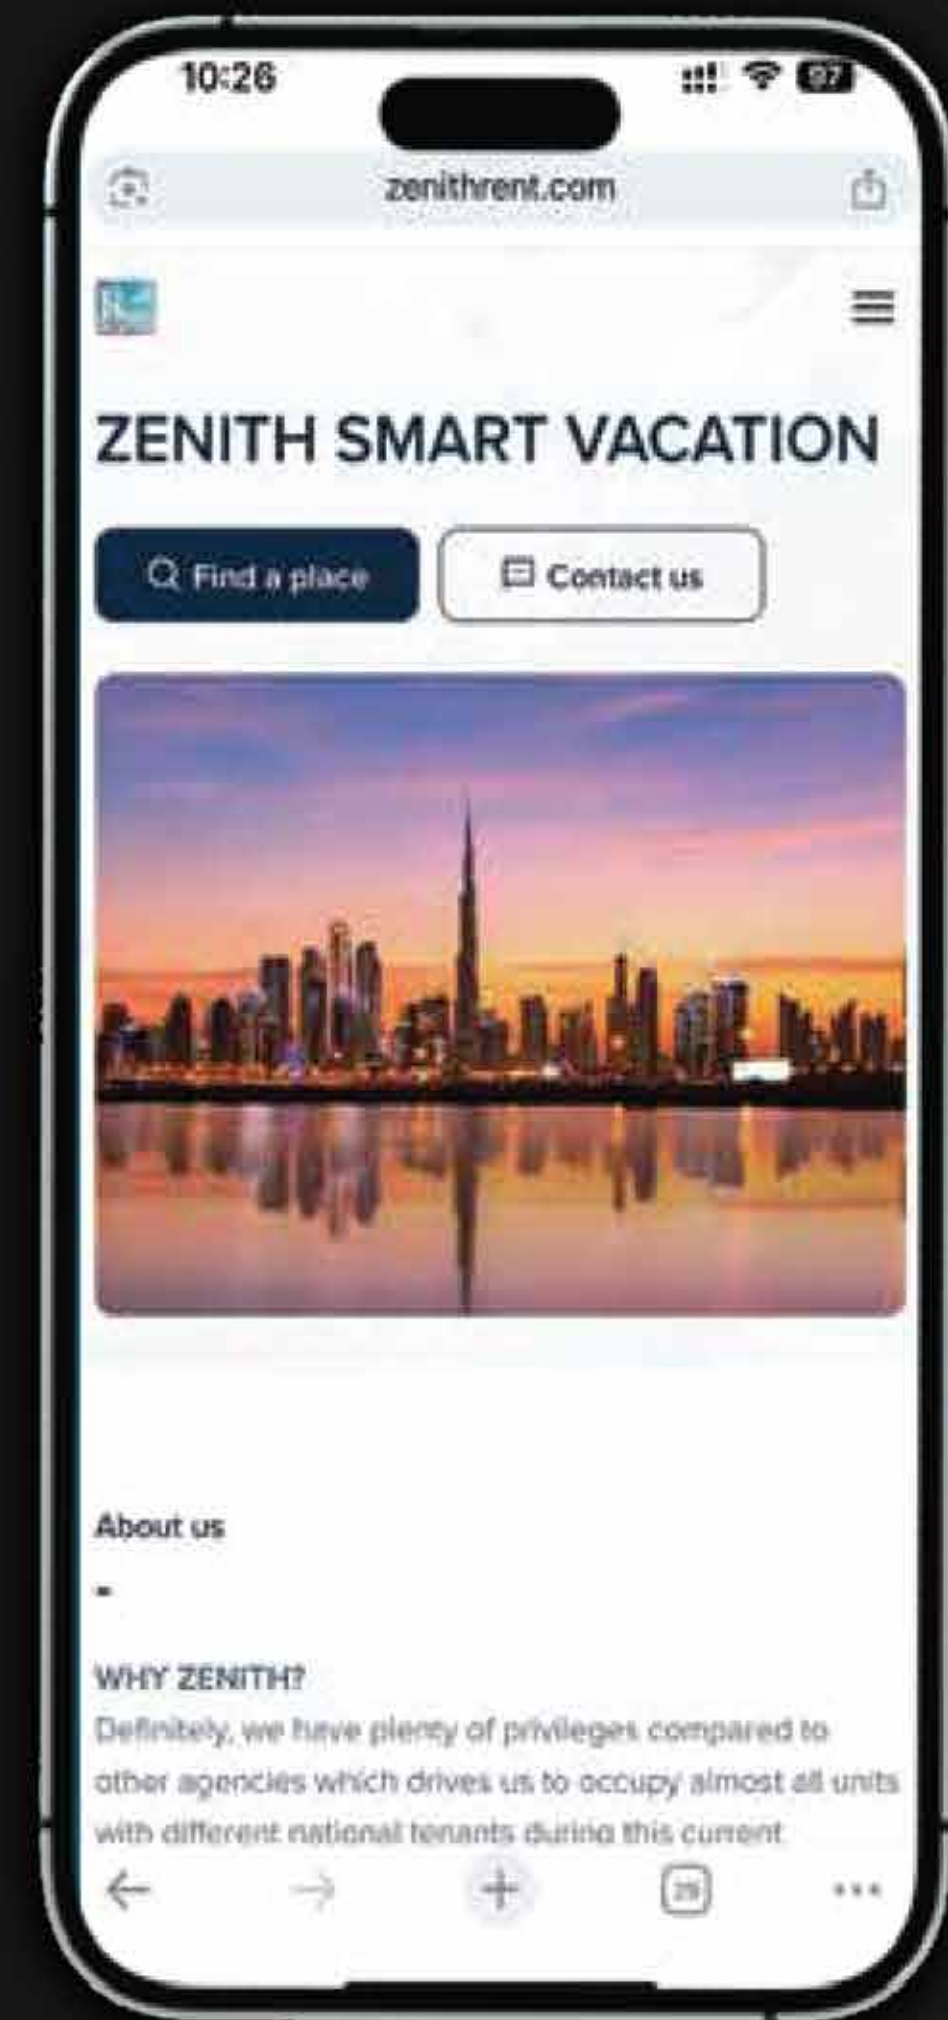 10:26
97
zenithrent.com
ZENITH SMART VACATION
Find a place
Contact us
About us
-
WHY ZENITH?
Definitely, we have plenty of privileges compared to
other agencies which drives us to occupy almost all units
with different national tenants during this current
29